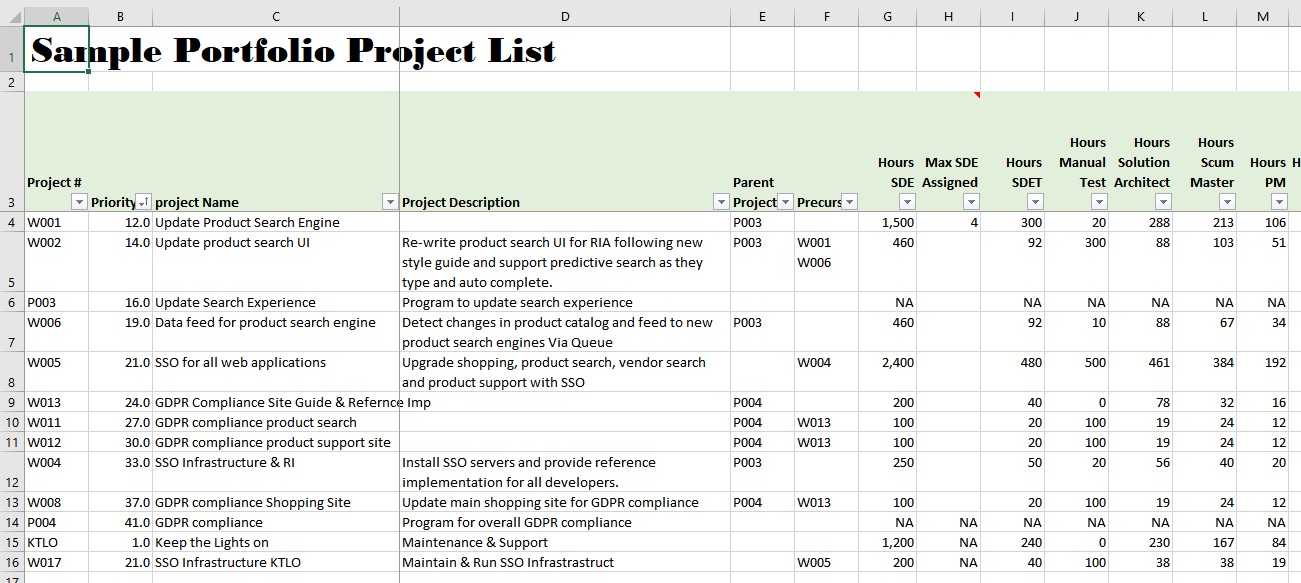 A B C D E F G H I J K L M
1 Sample Portfolio Project List
2
Hours Hours Hours
Hours Max SDE Hours Manual Solution Scum Hours H
Project # Parent SDE Assigned SDET Test Architect Master PM
3 Priority project Name Project Description Project Precurs
4 W001 12.0 Update Product Search Engine P003 1,500 4 300 20 288 213 106
W002 14.0 Update product search UI Re-write product search UI for RIA following new P003 W001 460 92 300 88 103 51
style guide and support predictive search as they W006
5 type and auto complete.
6 P003 16.0 Update Search Experience Program to update search experience NA NA NA NA NA NA
W006 19.0 Data feed for product search engine Detect changes in product catalog and feed to new P003 460 92 10 88 67 34
7 product search engines Via Queue
W005 21.0 SSO for all web applications Upgrade shopping, product search, vendor search W004 2,400 480 500 461 384 192
8 and product support with SSO
9 W013 24.0 GDPR Compliance Site Guide & Refernce Imp P004 200 40 0 78 32 16
10 W011 27.0 GDPR compliance product search P004 W013 100 20 100 19 24 12
11 W012 30.0 GDPR compliance product support site P004 W013 100 20 100 19 24 12
W004 33.0 SSO Infrastructure & RI Install SSO servers and provide reference P003 250 50 20 56 40 20
12 implementation for all developers.
13 W008 37.0 GDPR compliance Shopping Site Update main shopping site for GDPR compliance P004 W013 100 20 100 19 24 12
14 P004 41.0 GDPR compliance Program for overall GDPR compliance NA NA NA NA NA NA NA
15 KTLO 1.0 Keep the Lights on Maintenance & Support 1,200 NA 240 0 230 167 84
16 W017 21.0 SSO Infrastructure KTLO Maintain & Run SSO Infrastrastruct W005 200 NA 40 100 38 38 19
17